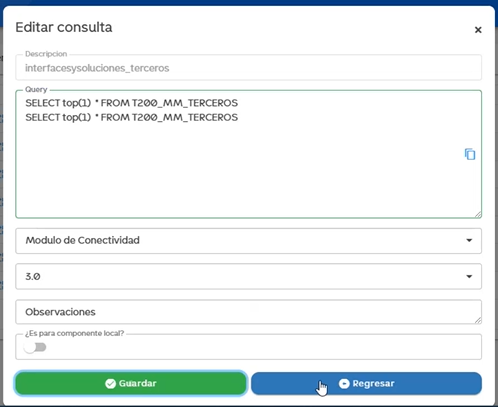 Editar consulta
×
Descripcion
interfacesysoluciones_terceros
Query
SELECT top(1) * FROM T200_MM_TERCEROS
SELECT top(1) * FROM T200_MM_TERCEROS
Modulo de Conectividad
3.0
Observaciones
¿Es para componente local?
Guardar
Regresar